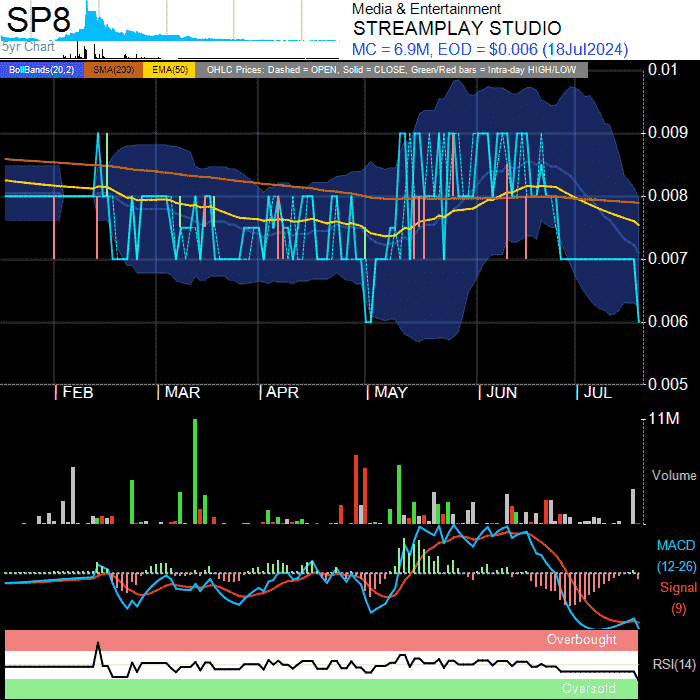 SP8
Media & Entertainment
STREAMPLAY STUDIO
5yr Chart
MC = 6.9M, EOD = $0.006 (18Jul2024)
BollBands(20,2) SMA(200) EMA(50) OHLC Prices: Dashed = OPEN, Solid = CLOSE, Green/Red bars = Intra-day HIGH/LOW
0.01
0.009
0.008
0.007
0.006
0.005
| FEB | MAR | APR | MAY | JUN | JUL
11M
Volume
MACD
(12-26)
Signal
(9)
Overbought
RSI(14)
Oversold